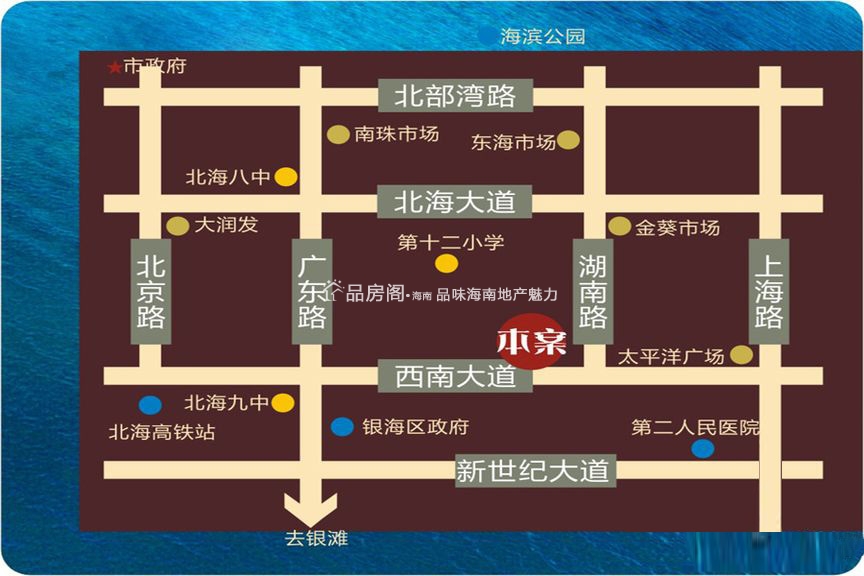 海滨公园
市政府
北部湾路
南珠市场
东海市场
北海八中
北海大道
大润发
金葵市场
第十二小学
北京路
广东路
湖南路
上海路
品房阁·海南 品味海南地产魅力
本案
太平洋广场
西南大道
北海九中
北海高铁站
银海区政府
第二人民医院
新世纪大道
去银滩